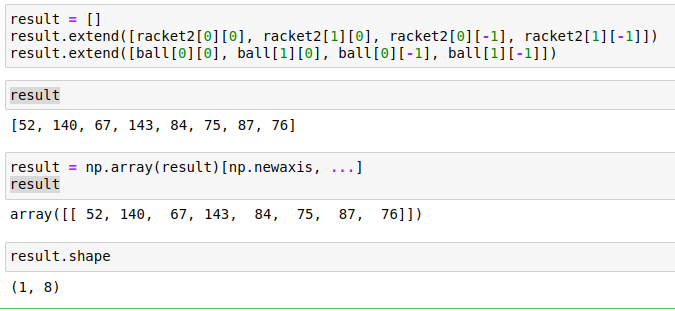 result = []
result.extend([racket2[0][0], racket2[1][0], racket2[0][-1], racket2[1][-1]])
result.extend([ball[0][0], ball[1][0], ball[0][-1], ball[1][-1]])
result
[52, 140, 67, 143, 84, 75, 87, 76]
result = np.array(result)[np.newaxis, ...]
result
array([[ 52, 140,  67, 143,  84,  75,  87,  76]])
result.shape
(1, 8)